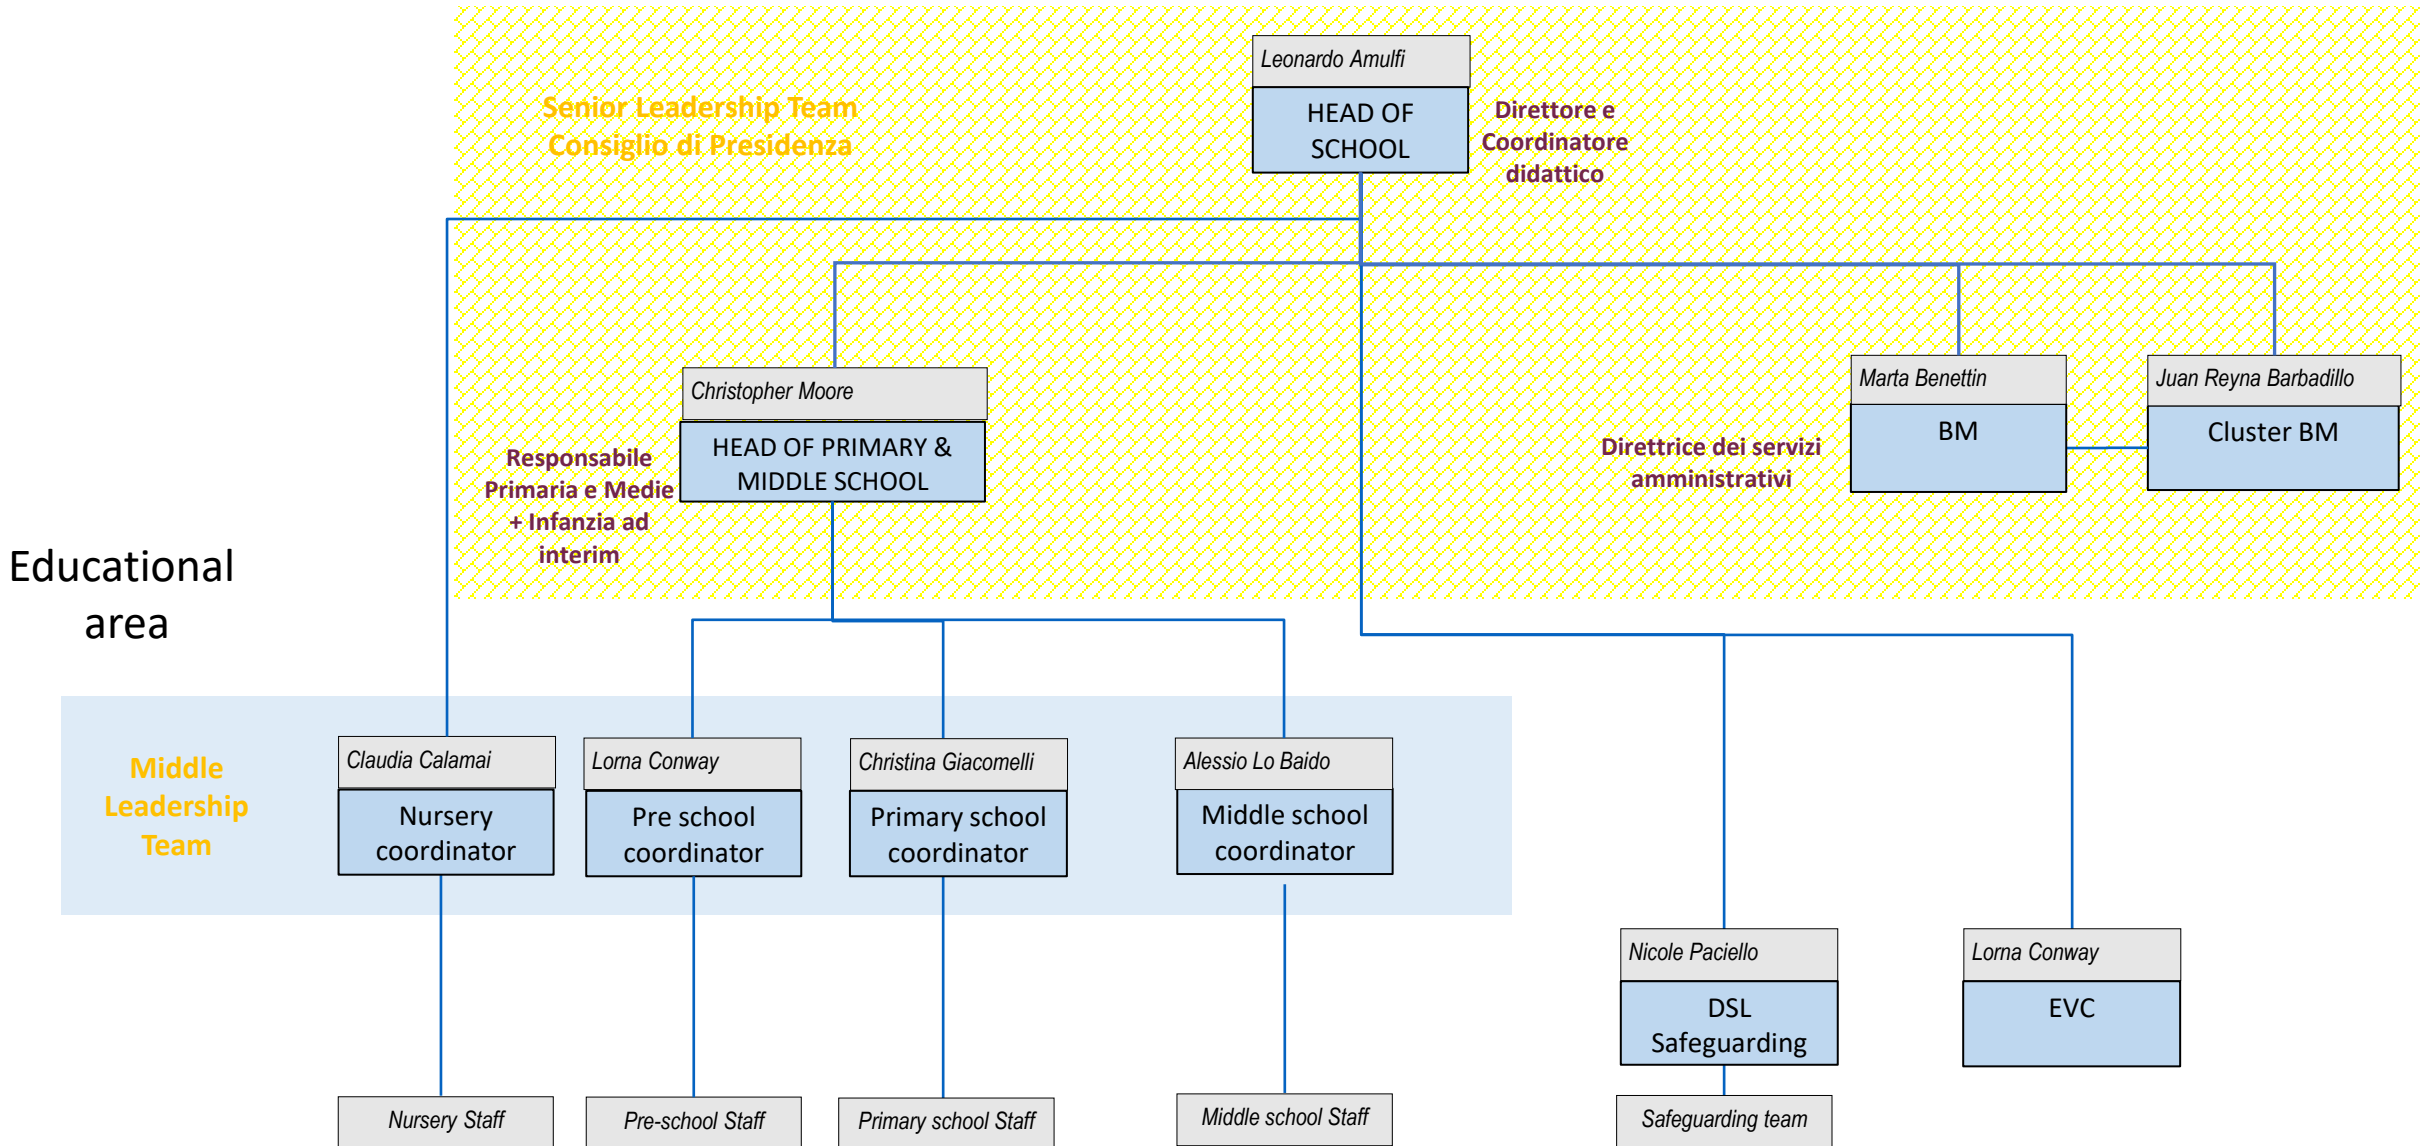 Leonardo Amulfi
HEAD OF
SCHOOL
Direttore e
Coordinatore
didattico
Senior Leadership Team
Consiglio di Presidenza
Christopher Moore
HEAD OF PRIMARY &
MIDDLE SCHOOL
Responsabile
Primaria e Medie
+ Infanzia ad
interim
Marta Benettin
BM
Direttrice dei servizi
amministrativi
Juan Reyna Barbadillo
Cluster BM
Educational
area
Middle
Leadership
Team
Claudia Calamai
Nursery
coordinator
Lorna Conway
Pre school
coordinator
Christina Giacomelli
Primary school
coordinator
Alessio Lo Baido
Middle school
coordinator
Nicole Paciello
DSL
Safeguarding
Lorna Conway
EVC
Nursery Staff
Pre-school Staff
Primary school Staff
Middle school Staff
Safeguarding team